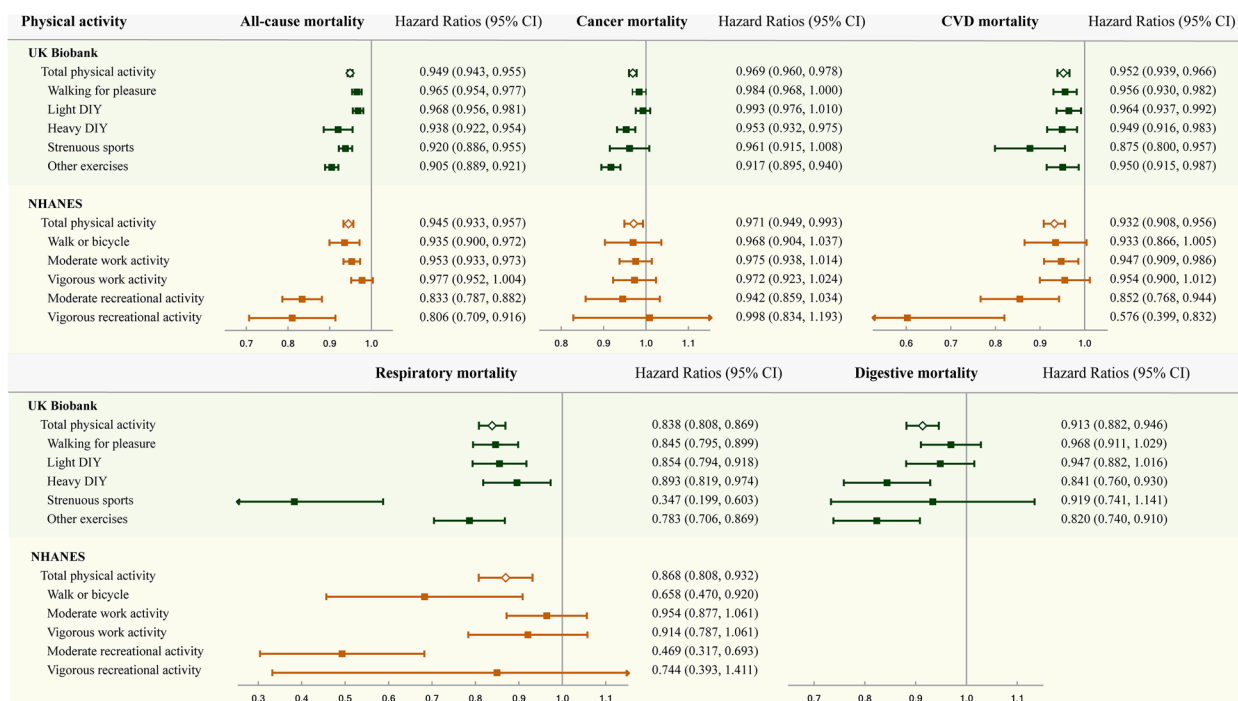 Physical activity All-cause mortality Hazard Ratios (95% CI) Cancer mortality Hazard Ratios (95% CI) CVD mortality Hazard Ratios (95% CI)
UK Biobank
Total physical activity 0.949 (0.943, 0.955) 0.969 (0.960, 0.978) 0.952 (0.939, 0.966)
Walking for pleasure 0.965 (0.954, 0.977) 0.984 (0.968, 1.000) 0.956 (0.930, 0.982)
Light DIY 0.968 (0.956, 0.981) 0.993 (0.976, 1.010) 0.964 (0.937, 0.992)
Heavy DIY 0.938 (0.922, 0.954) 0.953 (0.932, 0.975) 0.949 (0.916, 0.983)
Strenuous sports 0.920 (0.886, 0.955) 0.961 (0.915, 1.008) 0.875 (0.800, 0.957)
Other exercises 0.905 (0.889, 0.921) 0.917 (0.895, 0.940) 0.950 (0.915, 0.987)
NHANES
Total physical activity 0.945 (0.933, 0.957) 0.971 (0.949, 0.993) 0.932 (0.908, 0.956)
Walk or bicycle 0.935 (0.900, 0.972) 0.968 (0.904, 1.037) 0.933 (0.866, 1.005)
Moderate work activity 0.953 (0.933, 0.973) 0.975 (0.938, 1.014) 0.947 (0.909, 0.986)
Vigorous work activity 0.977 (0.952, 1.004) 0.972 (0.923, 1.024) 0.954 (0.900, 1.012)
Moderate recreational activity 0.833 (0.787, 0.882) 0.942 (0.859, 1.034) 0.852 (0.768, 0.944)
Vigorous recreational activity 0.806 (0.709, 0.916) 0.998 (0.834, 1.193) 0.576 (0.399, 0.832)
0.7 0.8 0.9 1.0 0.8 0.9 1.0 1.1 0.6 0.8 0.9 1.0
Respiratory mortality Hazard Ratios (95% CI) Digestive mortality Hazard Ratios (95% CI)
UK Biobank
Total physical activity 0.838 (0.808, 0.869) 0.913 (0.882, 0.946)
Walking for pleasure 0.845 (0.795, 0.899) 0.968 (0.911, 1.029)
Light DIY 0.854 (0.794, 0.918) 0.947 (0.882, 1.016)
Heavy DIY 0.893 (0.819, 0.974) 0.841 (0.760, 0.930)
Strenuous sports 0.347 (0.199, 0.603) 0.919 (0.741, 1.141)
Other exercises 0.783 (0.706, 0.869) 0.820 (0.740, 0.910)
NHANES
Total physical activity 0.868 (0.808, 0.932)
Walk or bicycle 0.658 (0.470, 0.920)
Moderate work activity 0.954 (0.877, 1.061)
Vigorous work activity 0.914 (0.787, 1.061)
Moderate recreational activity 0.469 (0.317, 0.693)
Vigorous recreational activity 0.744 (0.393, 1.411)
0.3 0.4 0.5 0.6 0.7 0.8 0.9 1.0 1.1 0.7 0.8 0.9 1.0 1.1